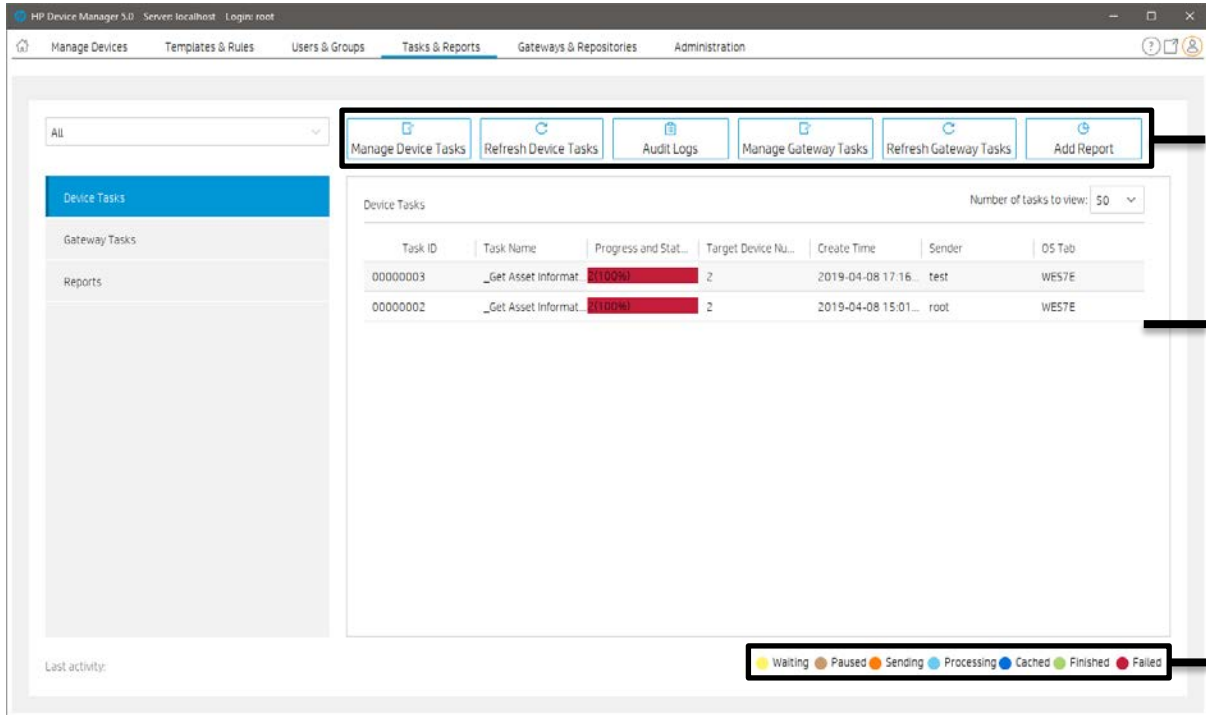 HP Device Manager 5.0 Server: localhost Login: root
Manage Devices Templates & Rules Users & Groups Tasks & Reports Gateways & Repositories Administration
All
Manage Device Tasks Refresh Device Tasks Audit Logs Manage Gateway Tasks Refresh Gateway Tasks Add Report
Device Tasks
Gateway Tasks
Reports
Device Tasks Number of tasks to view: 50
Task ID Task Name Progress and Stat... Target Device Nu... Create Time Sender OS Tab
00000003 _Get Asset Informat... 2(100%) 2 2019-04-08 17:16... test WES7E
00000002 _Get Asset Informat... 2(100%) 2 2019-04-08 15:01... root WES7E
Last activity:
Waiting Paused Sending Processing Cached Finished Failed